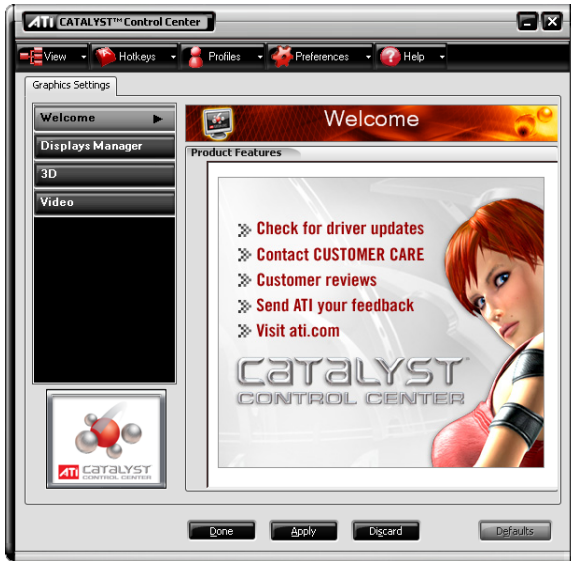 ATI CATALYST™ Control Center
View Hotkeys Profiles Preferences Help
Graphics Settings
Welcome
Displays Manager
3D
Video
Welcome
Product Features
Check for driver updates
Contact CUSTOMER CARE
Customer reviews
Send ATI your feedback
Visit ati.com
CATALYST™
CONTROL CENTER
ATI CATALYST
CONTROL CENTER
Done Apply Discard Defaults